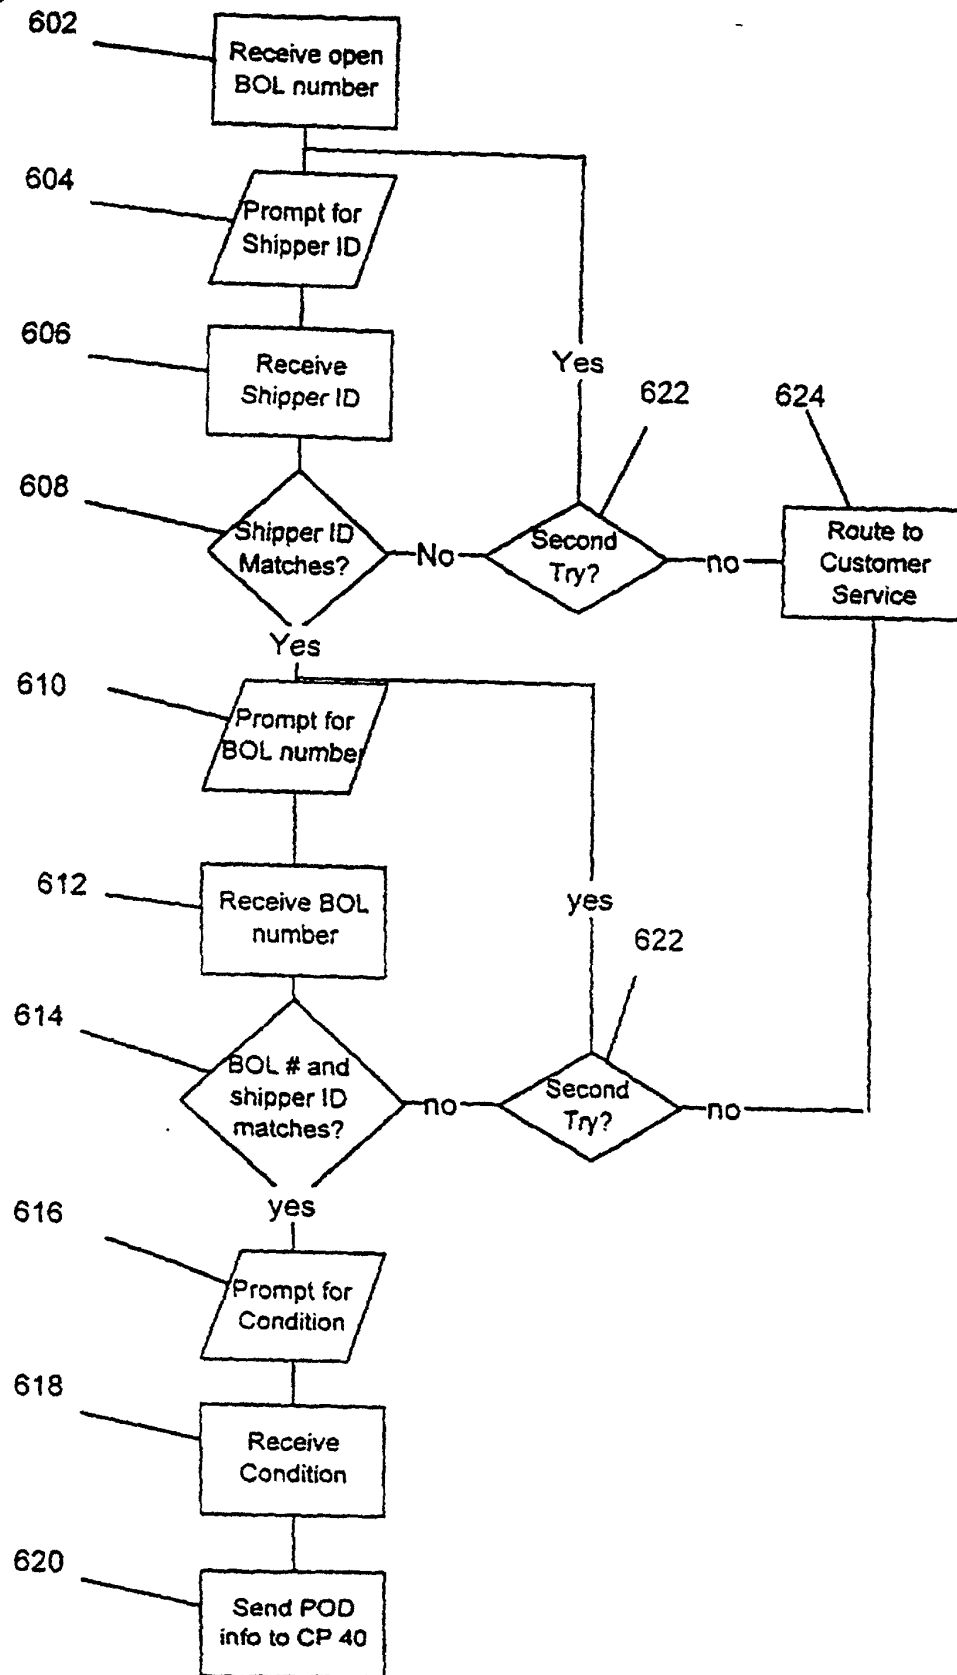 602
Receive open
BOL number
604
Prompt for
Shipper ID
606
Receive
Shipper ID
Yes
622
624
608
Shipper ID
Matches?
No
Second
Try?
no
Route to
Customer
Service
Yes
610
Prompt for
BOL number
612
Receive BOL
number
yes
622
614
BOL # and
shipper ID
matches?
no
Second
Try?
no
yes
616
Prompt for
Condition
618
Receive
Condition
620
Send POD
info to CP 40